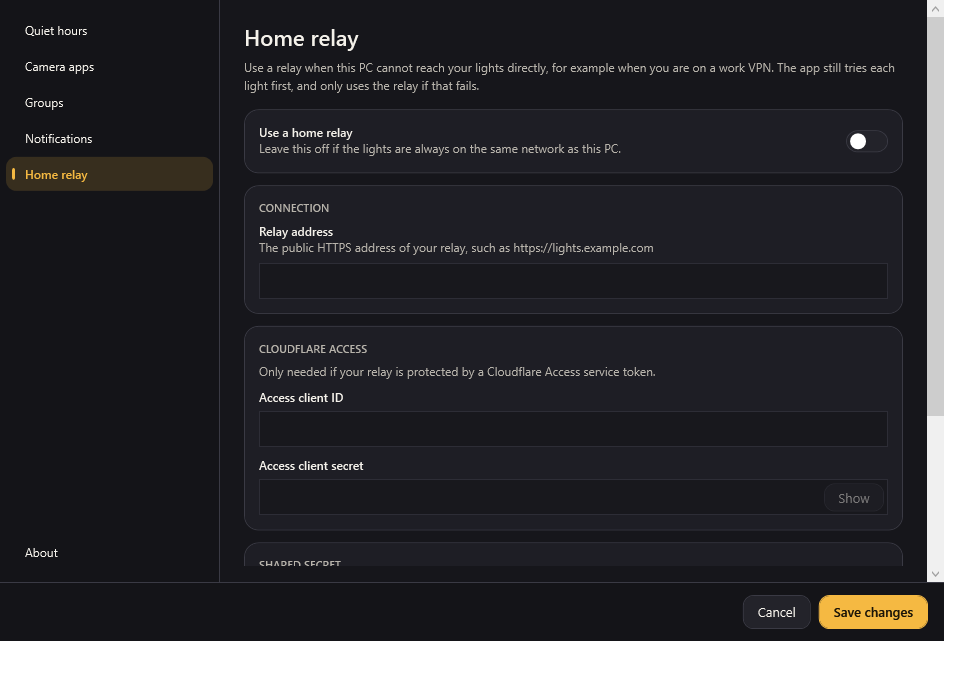 Quiet hours
Camera apps
Groups
Notifications
Home relay
About
Home relay
Use a relay when this PC cannot reach your lights directly, for example when you are on a work VPN. The app still tries each
light first, and only uses the relay if that fails.
Use a home relay
Leave this off if the lights are always on the same network as this PC.
CONNECTION
Relay address
The public HTTPS address of your relay, such as https://lights.example.com
CLOUDFLARE ACCESS
Only needed if your relay is protected by a Cloudflare Access service token.
Access client ID
Access client secret
Show
SHARED SECRET
Cancel
Save changes